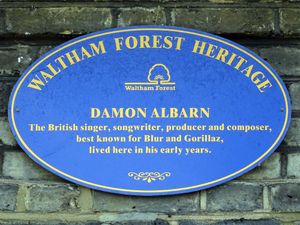 WALTHAM FOREST HERITAGE
Waltham Forest
DAMON ALBARN
The British singer, songwriter, producer and composer,
best known for Blur and Gorillaz,
lived here in his early years.